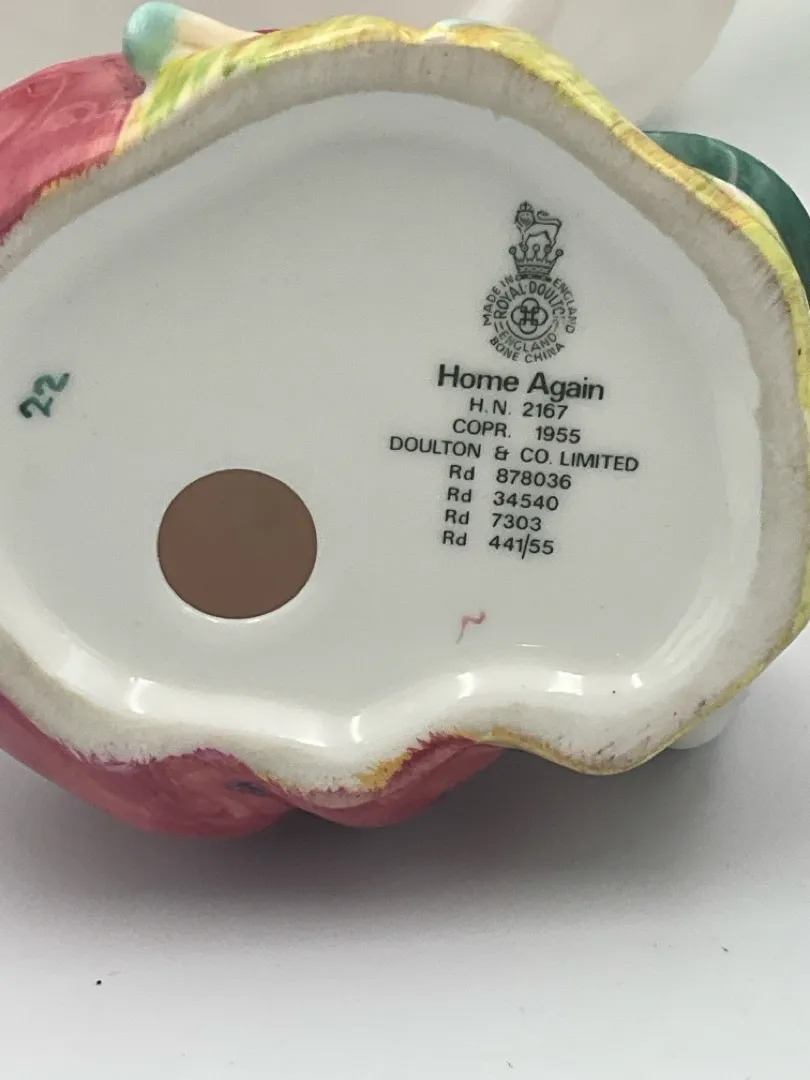 MADE IN ENGLAND
ROYAL·DOULTON
ENGLAND
BONE CHINA
Home Again
H.N. 2167
COPR. 1955
DOULTON & CO. LIMITED
Rd 878036
Rd 34540
Rd 7303
Rd 441/55
22